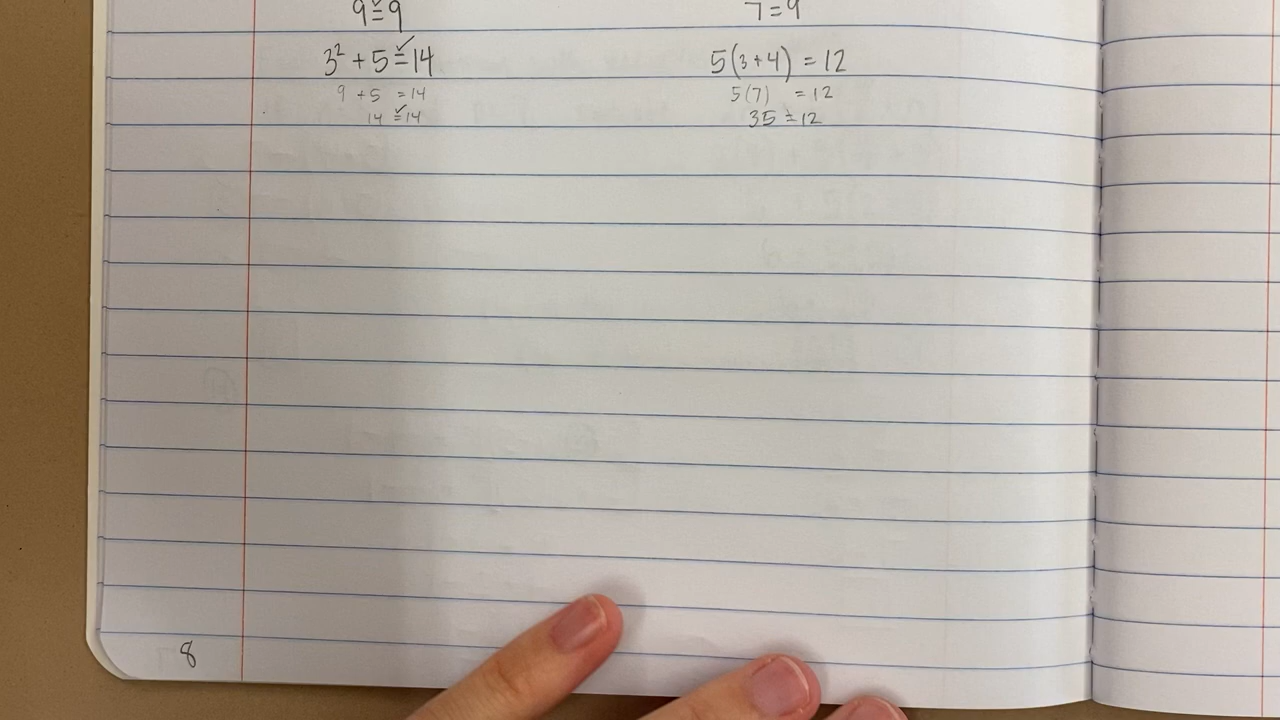 9 = 9
7 = 9
3² + 5 = 14
9 + 5 = 14
14 = 14
5(3+4) = 12
5(7) = 12
35 = 12
8